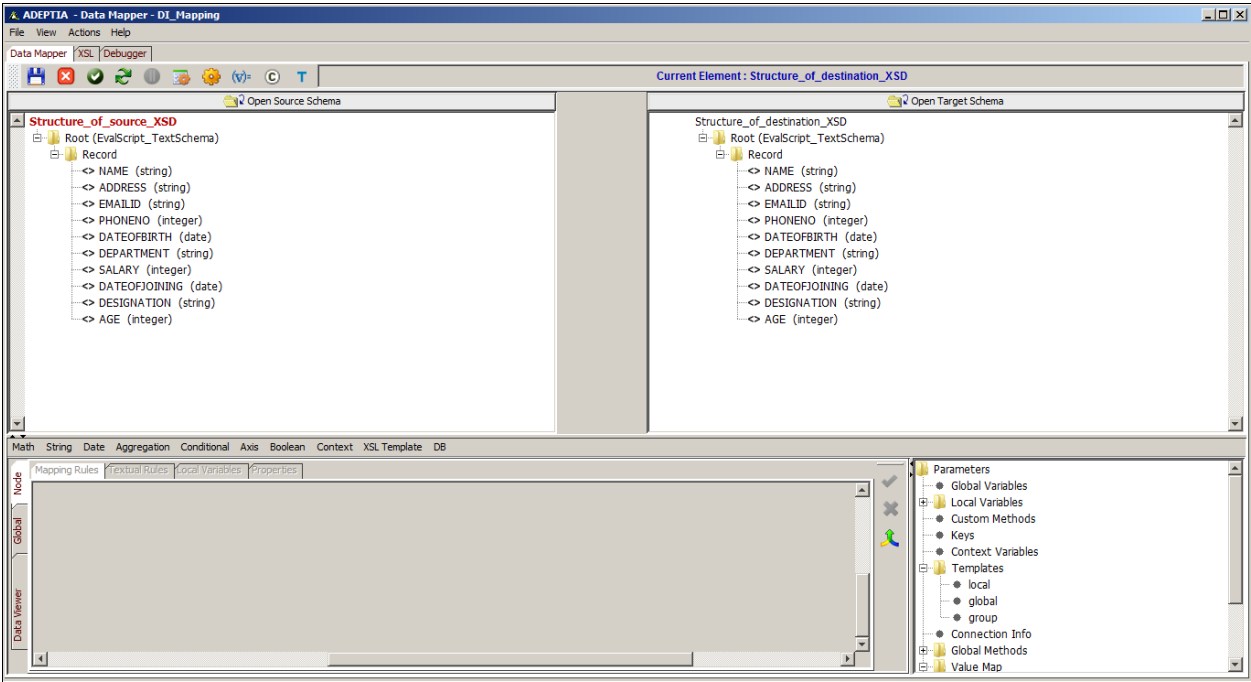 ADEPTIA - Data Mapper - DI_Mapping
File View Actions Help
Data Mapper XSL Debugger
(∇)= © T Current Element : Structure_of_destination_XSD
Open Source Schema Open Target Schema
Structure_of_source_XSD
Root (EvalScript_TextSchema)
Record
<> NAME (string)
<> ADDRESS (string)
<> EMAILID (string)
<> PHONENO (integer)
<> DATEOFBIRTH (date)
<> DEPARTMENT (string)
<> SALARY (integer)
<> DATEOFJOINING (date)
<> DESIGNATION (string)
<> AGE (integer)
Structure_of_destination_XSD
Root (EvalScript_TextSchema)
Record
<> NAME (string)
<> ADDRESS (string)
<> EMAILID (string)
<> PHONENO (integer)
<> DATEOFBIRTH (date)
<> DEPARTMENT (string)
<> SALARY (integer)
<> DATEOFJOINING (date)
<> DESIGNATION (string)
<> AGE (integer)
Math String Date Aggregation Conditional Axis Boolean Context XSL Template DB
Node
Global
Data Viewer
Mapping Rules Textual Rules Local Variables Properties
Parameters
Global Variables
Local Variables
Custom Methods
Keys
Context Variables
Templates
local
global
group
Connection Info
Global Methods
Value Map